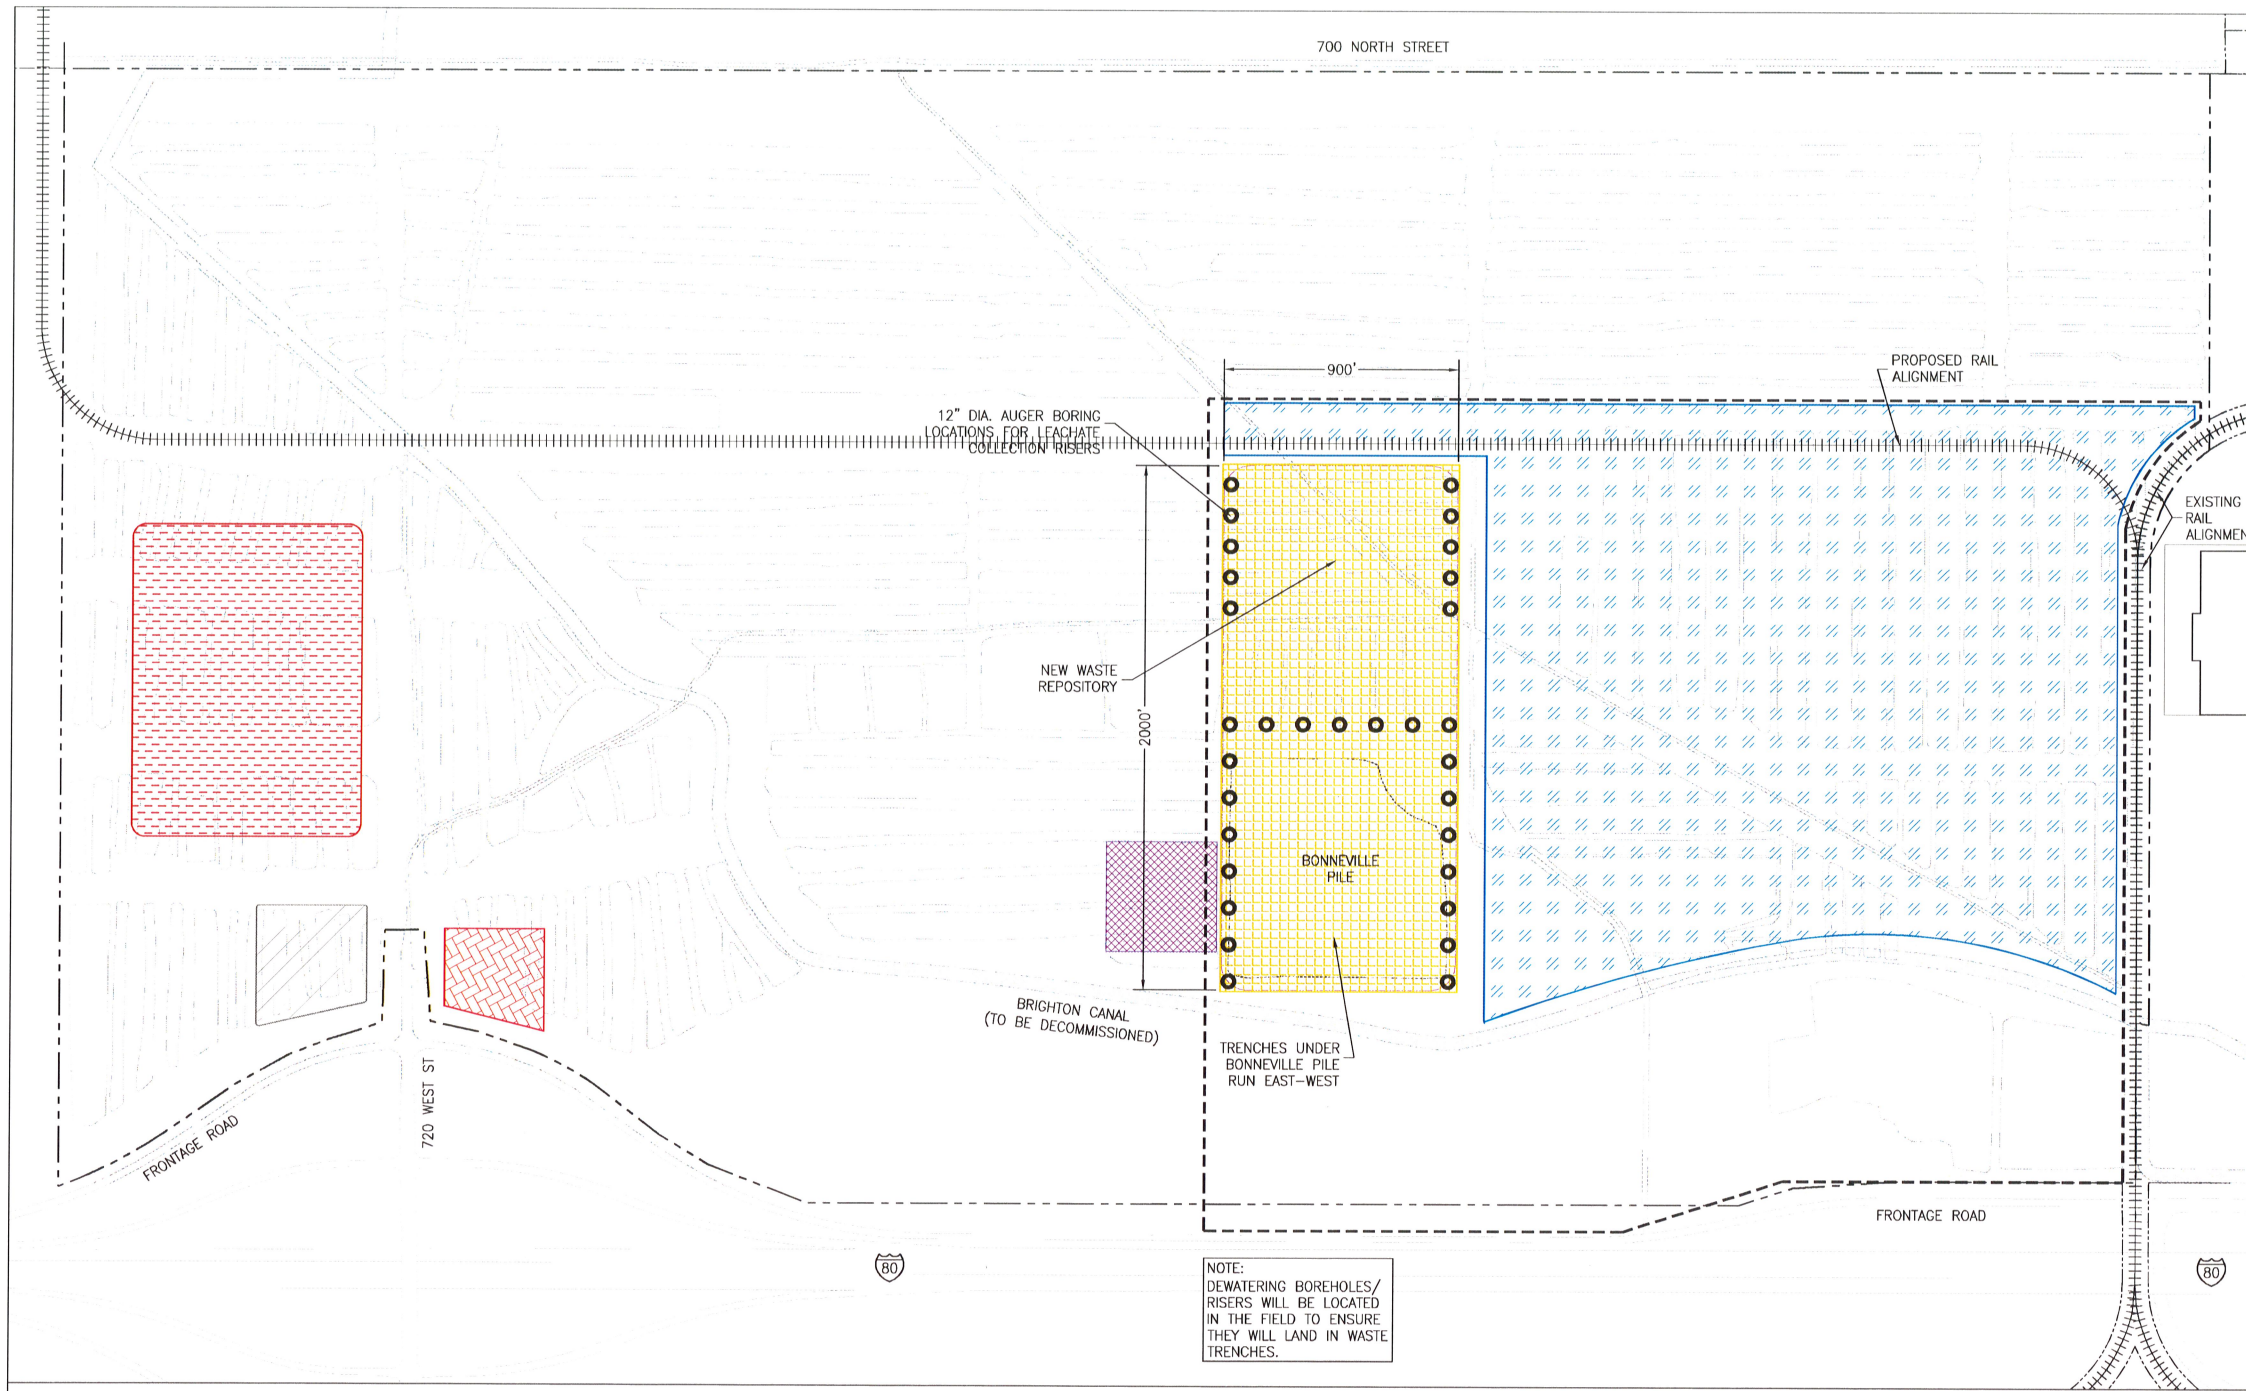 700 NORTH STREET
900'
PROPOSED RAIL
ALIGNMENT
12" DIA. AUGER BORING
LOCATIONS FOR LEACHATE
COLLECTION RISERS
EXISTING
RAIL
ALIGNMEN
NEW WASTE
REPOSITORY
2000'
BONNEVILLE
PILE
BRIGHTON CANAL
(TO BE DECOMMISSIONED)
TRENCHES UNDER
BONNEVILLE PILE
RUN EAST-WEST
720 WEST ST
FRONTAGE ROAD
FRONTAGE ROAD
80
80
NOTE:
DEWATERING BOREHOLES/
RISERS WILL BE LOCATED
IN THE FIELD TO ENSURE
THEY WILL LAND IN WASTE
TRENCHES.